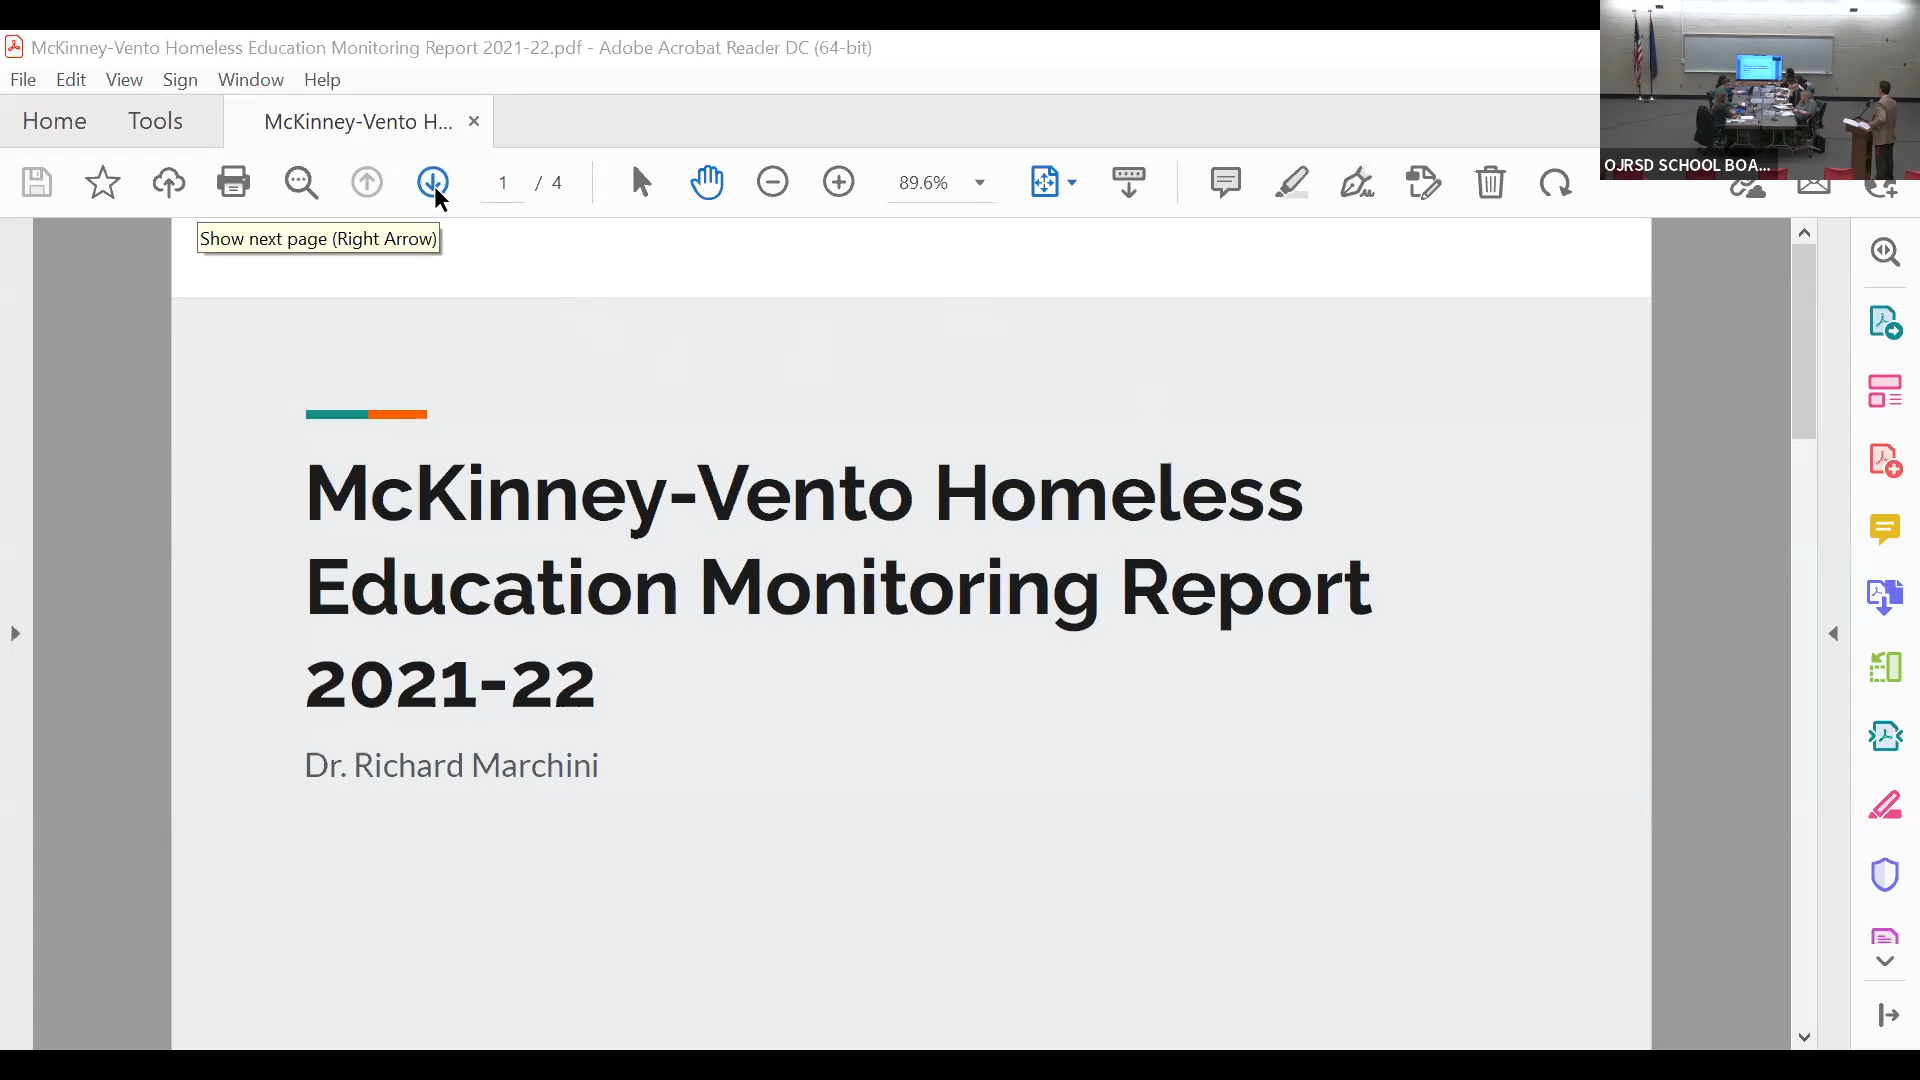 McKinney-Vento Homeless Education Monitoring Report 2021-22.pdf - Adobe Acrobat Reader DC (64-bit)
File Edit View Sign Window Help
Home Tools McKinney-Vento H... ×
1 / 4 89.6%
OJRSD SCHOOL BOA...
Show next page (Right Arrow)
McKinney-Vento Homeless
Education Monitoring Report
2021-22
Dr. Richard Marchini